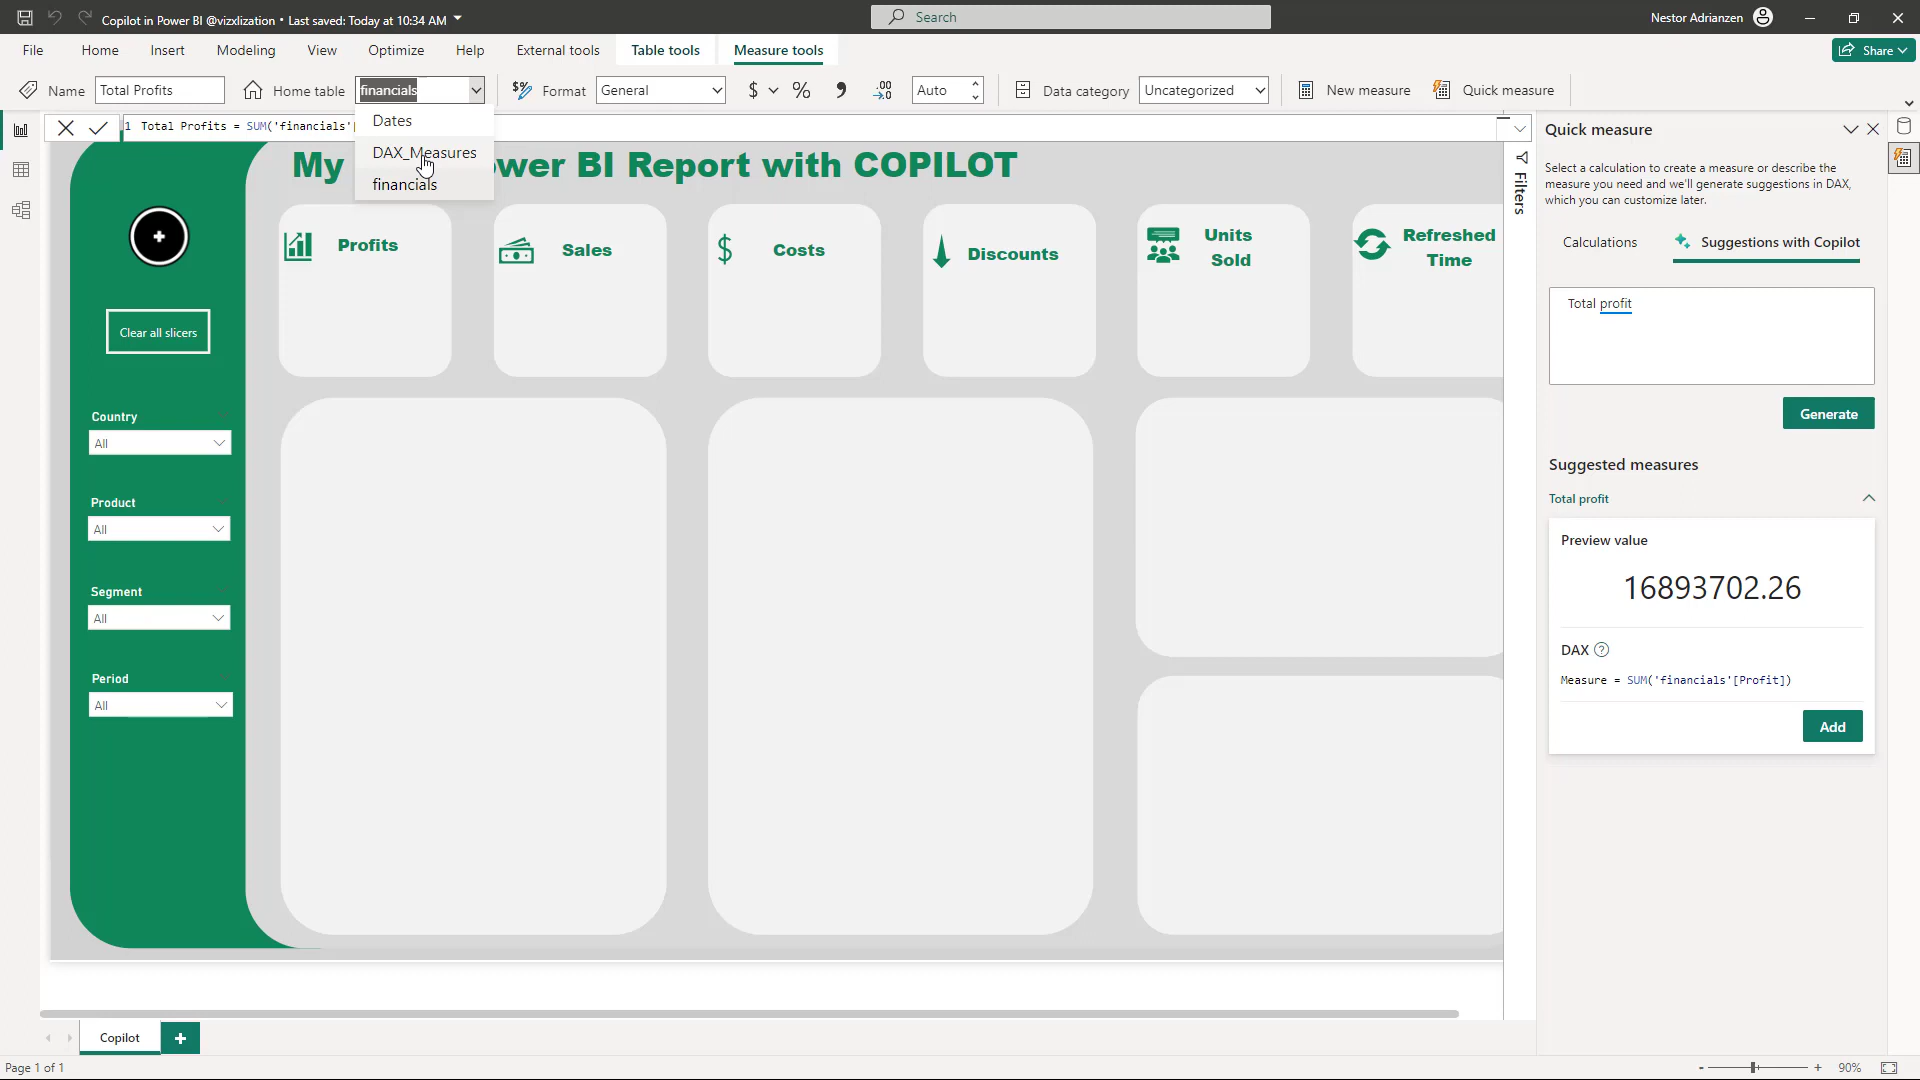 Copilot in Power BI @vizxlization • Last saved: Today at 10:34 AM
Search
Nestor Adrianzen
File
Home
Insert
Modeling
View
Optimize
Help
External tools
Table tools
Measure tools
Share
Name
Total Profits
Home table
financials
Format
General
$
%
Auto
Data category
Uncategorized
New measure
Quick measure
Dates
DAX_Measures
financials
1 Total Profits = SUM('financials'
My
wer BI Report with COPILOT
Profits
Sales
Costs
Discounts
Units
Sold
Refreshed
Time
Clear all slicers
Country
All
Product
All
Segment
All
Period
All
Filters
Quick measure
Select a calculation to create a measure or describe the
measure you need and we'll generate suggestions in DAX,
which you can customize later.
Calculations
Suggestions with Copilot
Total profit
Generate
Suggested measures
Total profit
Preview value
16893702.26
DAX
Measure = SUM('financials'[Profit])
Add
Copilot
Page 1 of 1
90%